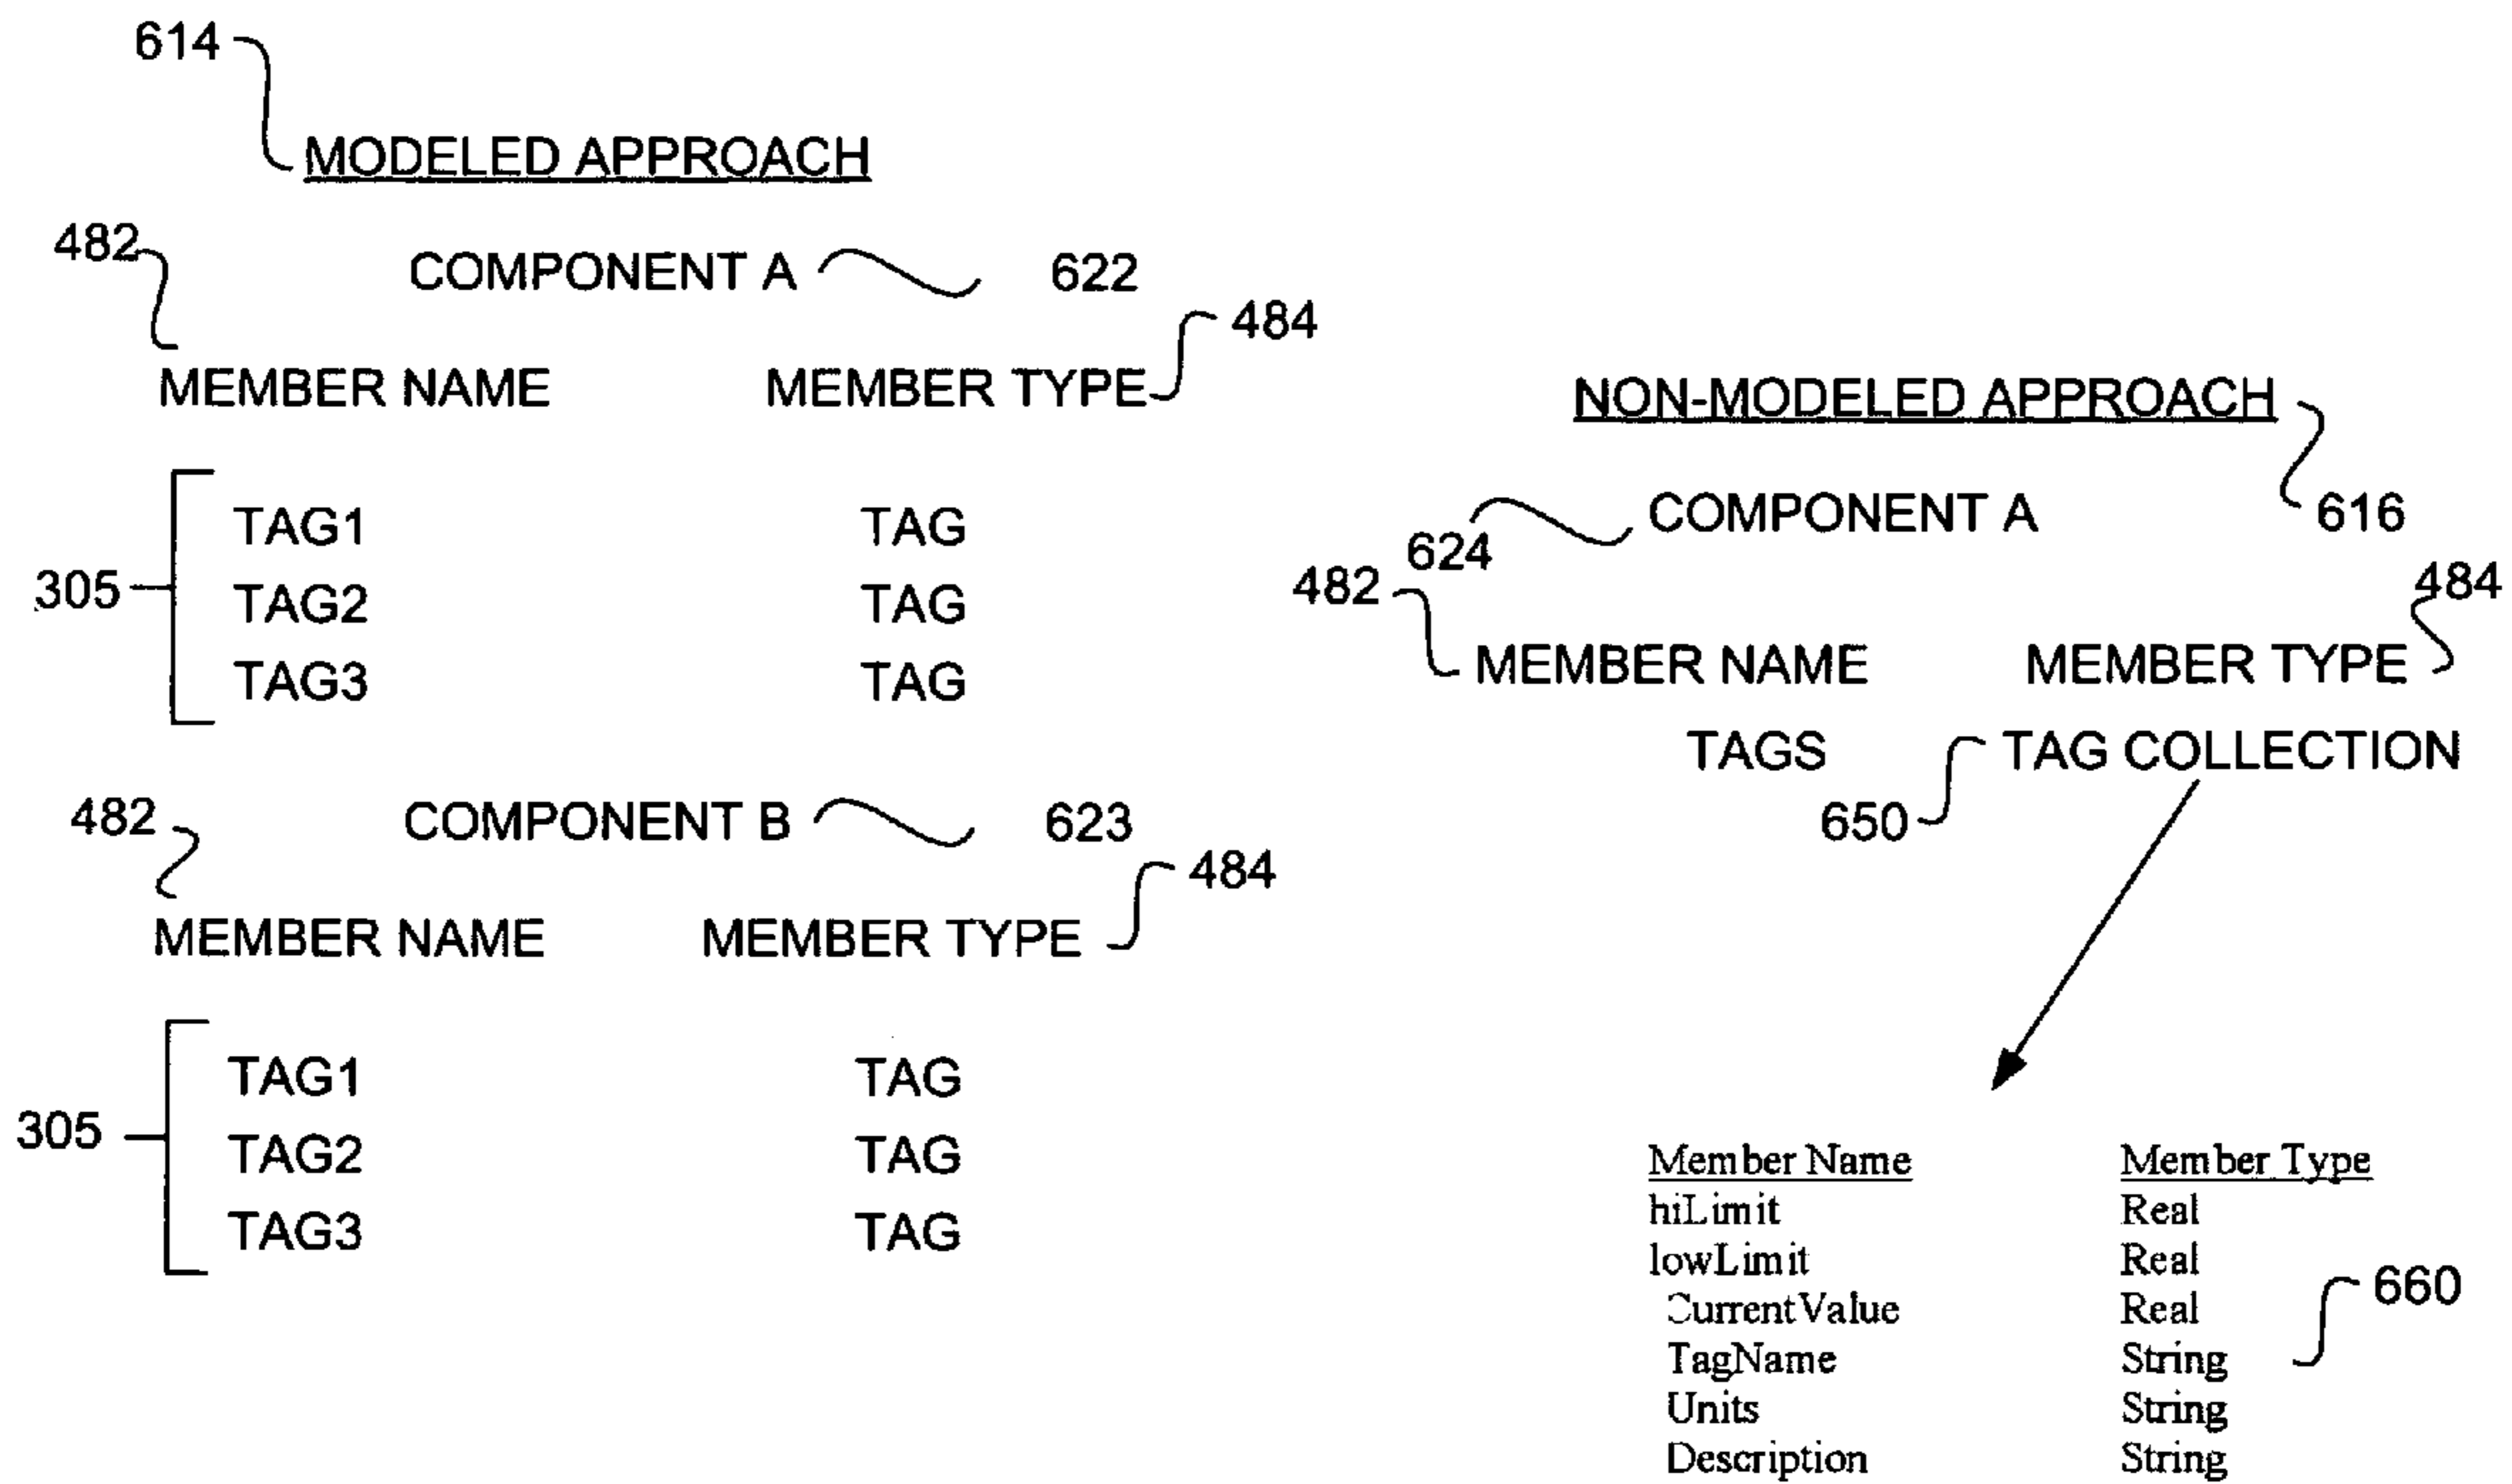 614
MODELED APPROACH
482
COMPONENT A 622
484
MEMBER NAME MEMBER TYPE
305
TAG1 TAG
TAG2 TAG
TAG3 TAG
482
COMPONENT B 623
484
MEMBER NAME MEMBER TYPE
305
TAG1 TAG
TAG2 TAG
TAG3 TAG
NON-MODELED APPROACH
616
624 COMPONENT A
482
484
MEMBER NAME MEMBER TYPE
TAGS TAG COLLECTION
650
Member Name Member Type
hiLimit Real
lowLimit Real
CurrentValue Real
660
TagName String
Units String
Description String